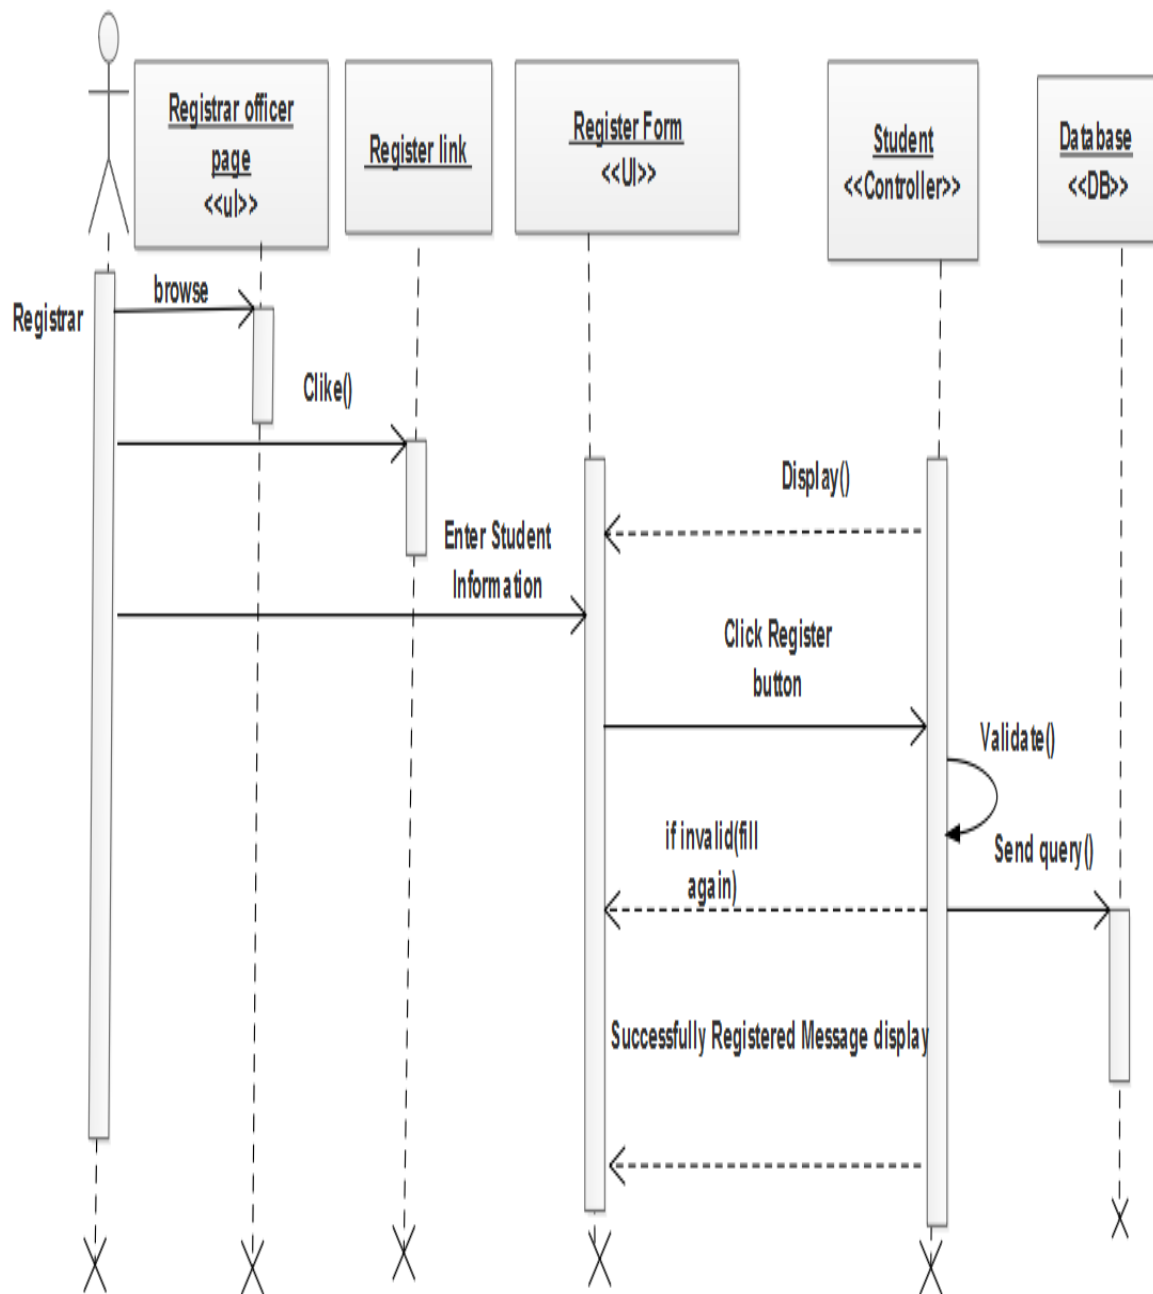 Registrar officer
page
<<uI>>
Register link
Register Form
<<UI>>
Student
<<Controller>>
Database
<<DB>>
Registrar
browse
Clike()
Display()
Enter Student
Information
Click Register
button
Validate()
if invalid(fill
again)
Send query()
Successfully Registered Message display